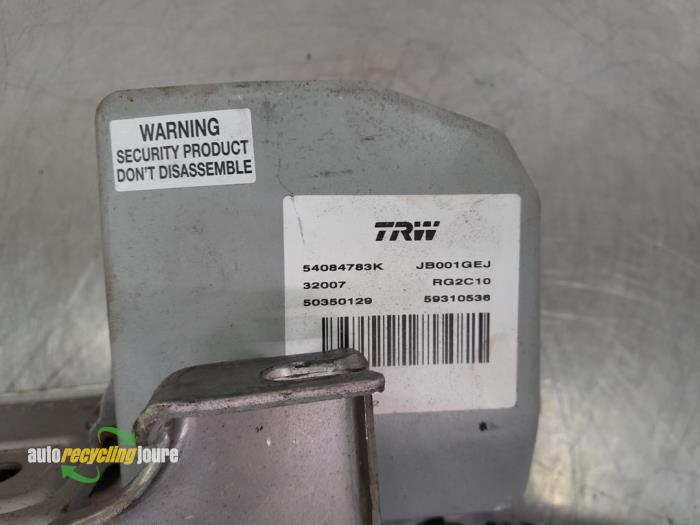 WARNING
SECURITY PRODUCT
DON'T DISASSEMBLE
TRW
54084783K JB001GEJ
32007 RG2C10
50350129 59310536
autorecyclingjoure